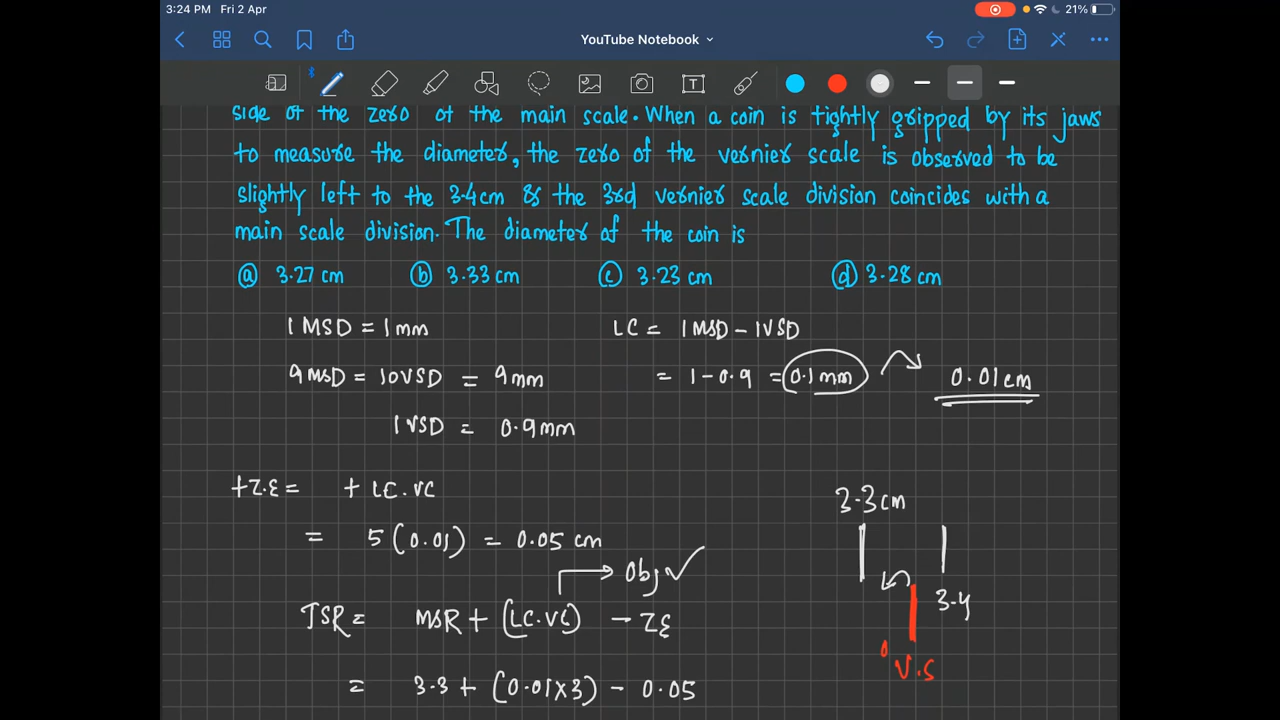 3:24 PM Fri 2 Apr 21%
YouTube Notebook
side of the zero of the main scale. When a coin is tightly gripped by its jaws
to measure the diameter, the zero of the vernier scale is observed to be
slightly left to the 3.4cm & the 3rd vernier scale division coincides with a
main scale division. The diameter of the coin is
(a) 3.27 cm (b) 3.33 cm (c) 3.23 cm (d) 3.28 cm
1 MSD = 1 mm LC = 1 MSD - 1 VSD
9 MSD = 10 VSD = 9 mm = 1 - 0.9 = 0.1 mm 0.01 cm
1 VSD = 0.9 mm
+Z.E = + LC.VC
3.3 cm
= 5 (0.01) = 0.05 cm
Obj ✓
3.4
TSR = MSR + (LC.VC) - ZE
0 V.S
= 3.3 + (0.01x3) - 0.05